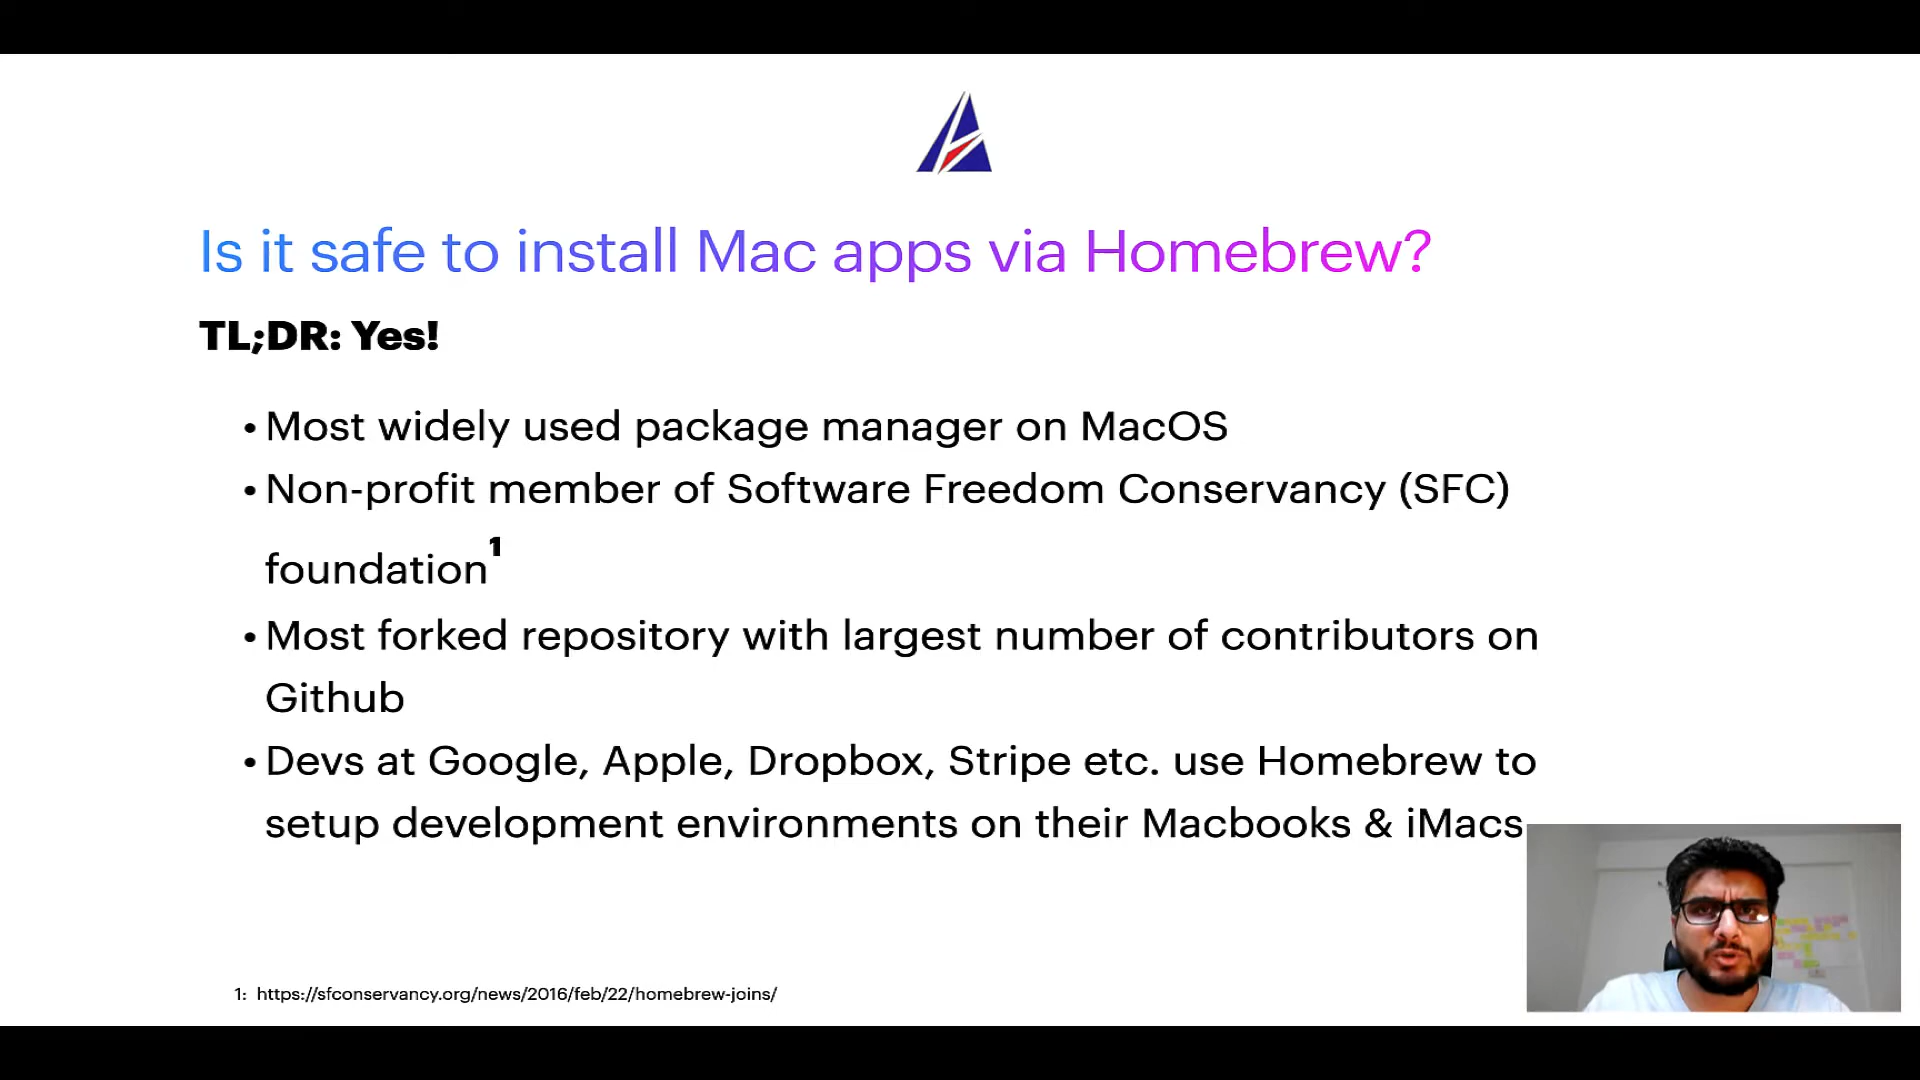 Is it safe to install Mac apps via Homebrew?
TL;DR: Yes!
• Most widely used package manager on MacOS
• Non-profit member of Software Freedom Conservancy (SFC)
foundation¹
• Most forked repository with largest number of contributors on
Github
• Devs at Google, Apple, Dropbox, Stripe etc. use Homebrew to
setup development environments on their Macbooks & iMacs
1: https://sfconservancy.org/news/2016/feb/22/homebrew-joins/